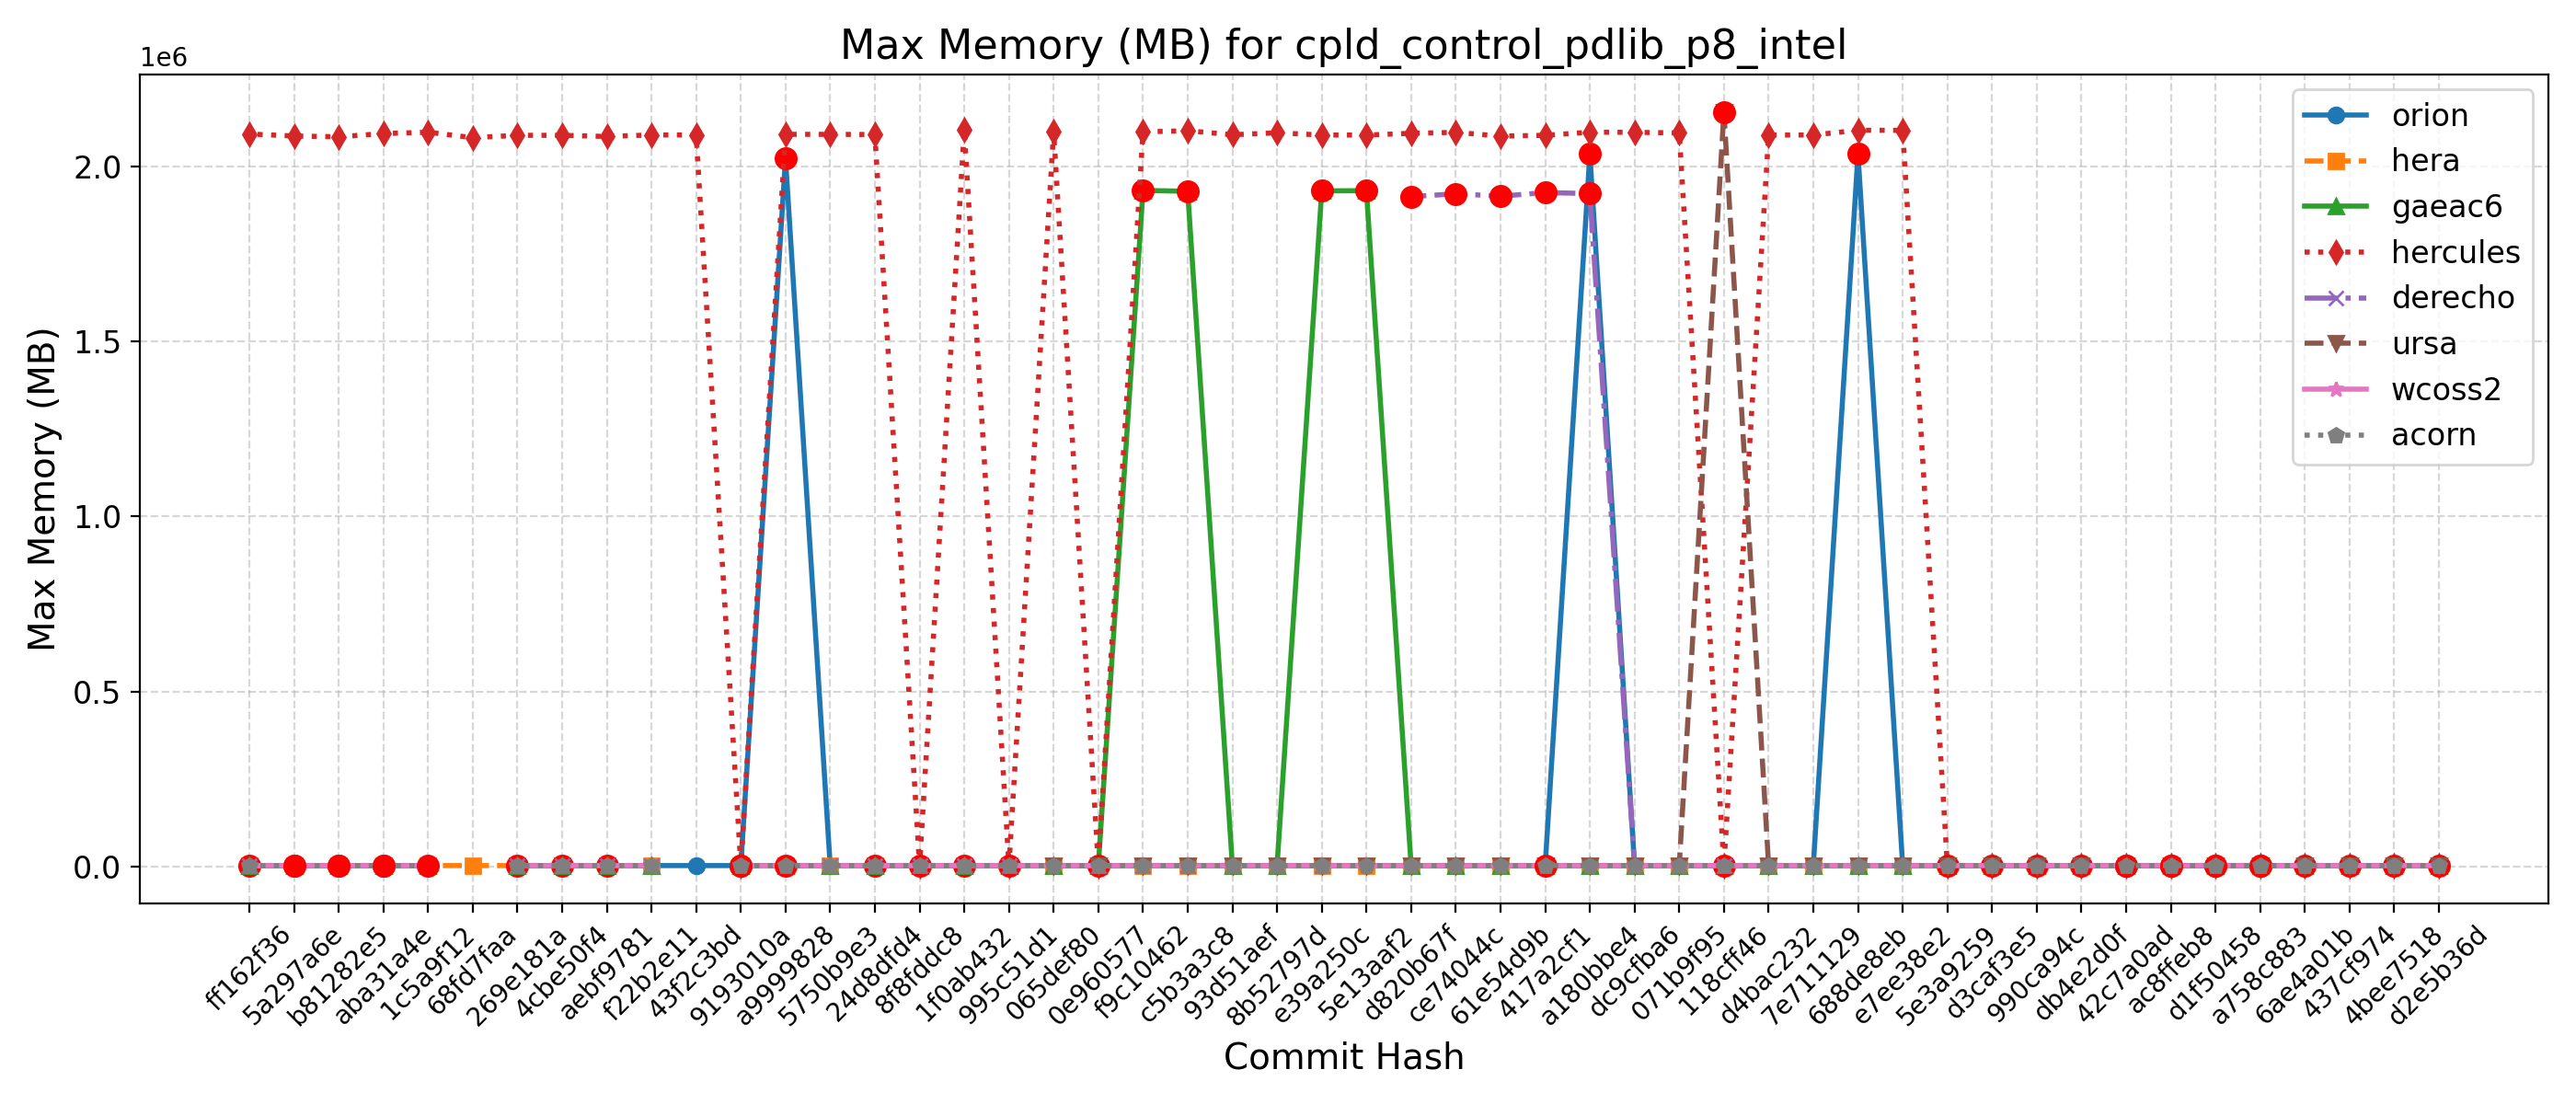 Max Memory (MB) for cpld_control_pdlib_p8_intel
1e6
2.0
1.5
1.0
0.5
0.0
Max Memory (MB)
orion
hera
gaeac6
hercules
derecho
ursa
wcoss2
acorn
ff162f36
5a297a6e
b81282e5
aba31a4e
1c5a9f12
68fd7faa
269e181a
4cbe50f4
aebf9781
f22b2e11
43f2c3bd
9193010a
a9999828
5750b9e3
24d8dfd4
8f8fddc8
1f0ab432
995c51d1
065def80
0e960577
f9c10462
c5b3a3c8
93d51aef
8b52797d
e39a250c
5e13aaf2
d820b67f
ce74044c
61e54d9b
417a2cf1
a180bbe4
dc9cfba6
071b9f95
118cff46
d4bac232
7e711129
688de8eb
e7ee38e2
5e3a9259
d3caf3e5
990ca94c
db4e2d0f
42c7a0ad
ac8ffeb8
d1f50458
a758c883
6ae4a01b
437cf974
4bee7518
d2e5b36d
Commit Hash